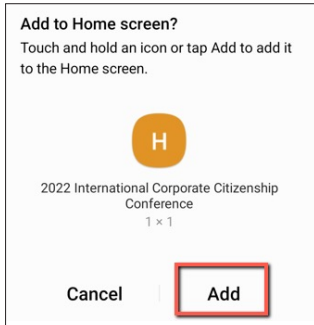 Add to Home screen?
Touch and hold an icon or tap Add to add it
to the Home screen.
H
2022 International Corporate Citizenship
Conference
1 × 1
Cancel
Add